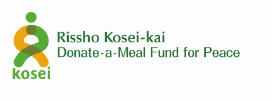 Rissho Kosei-kai
Donate-a-Meal Fund for Peace
kosei